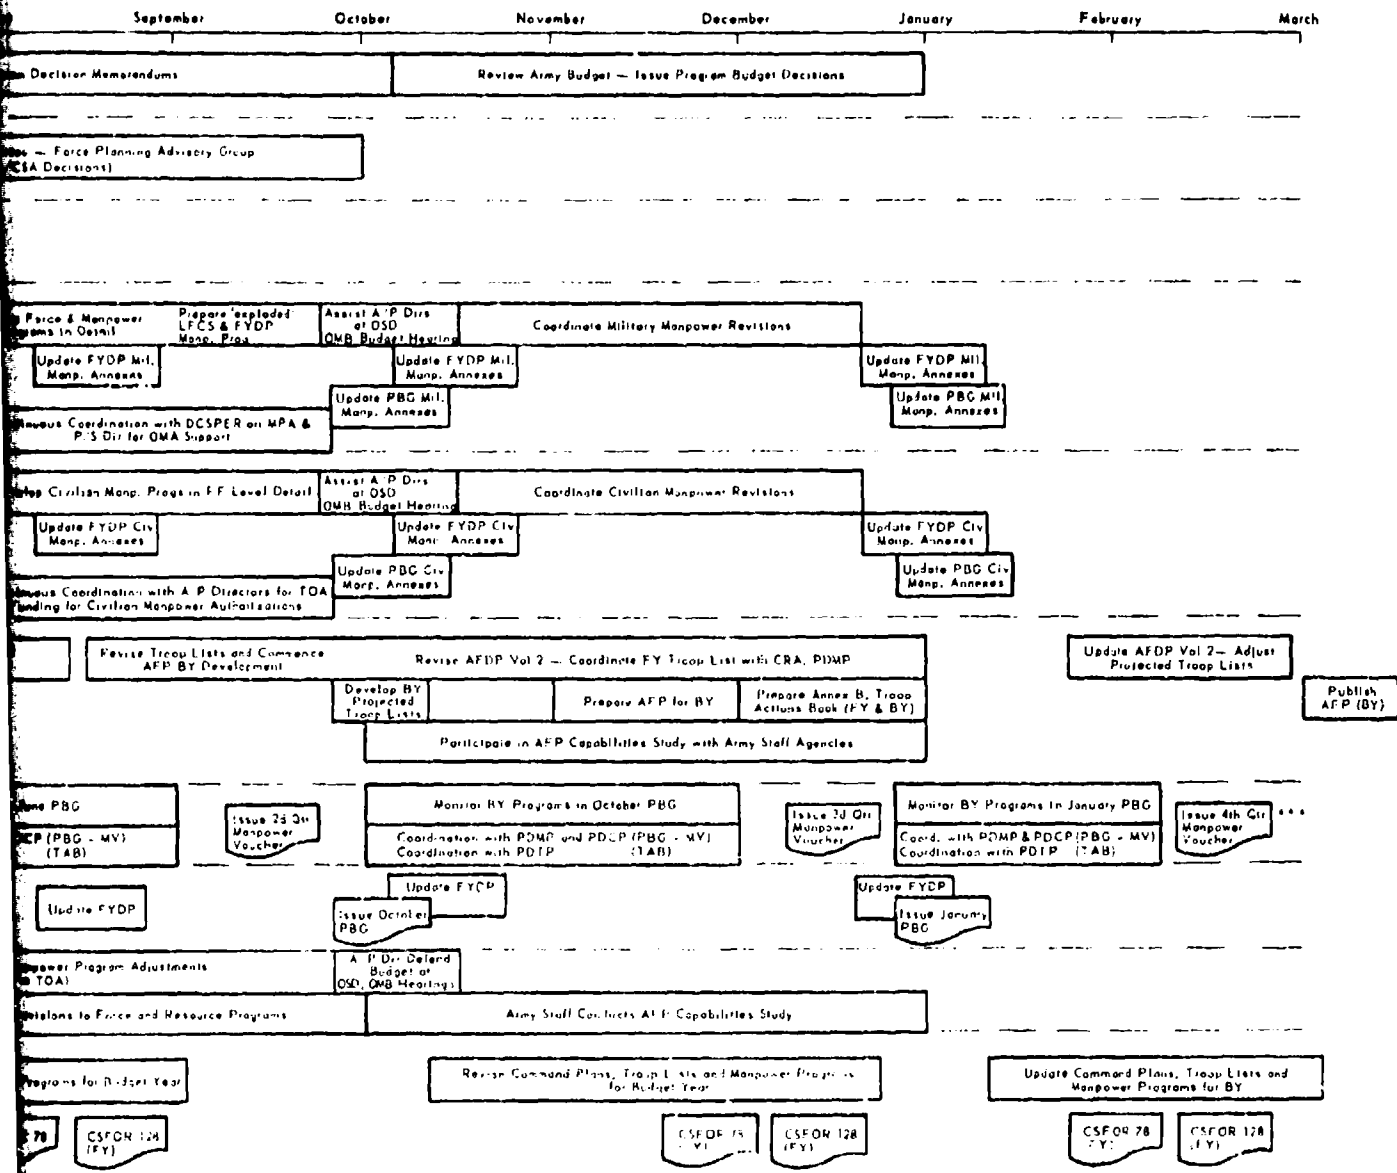 September October November December January February March
Decision Memorandums
Review Army Budget — Issue Program Budget Decisions
— Force Planning Advisory Group
(CSA Decisions)
Force & Manpower
in Detail
Prepare 'exploded'
LFCS & FYDP
Manp. Prog.
Assist A/P Dirs
at OSD
OMB Budget Hearing
Coordinate Military Manpower Revisions
Update FYDP Mil.
Manp. Annexes
Update FYDP Mil.
Manp. Annexes
Update FYDP Mil.
Manp. Annexes
Update PBG Mil.
Manp. Annexes
Update PBG Mil.
Manp. Annexes
Coordination with DCSPER on MPA &
Dir for OMA Support
Civilian Manp. Progs in Level Detail
Assist A/P Dirs
at OSD
OMB Budget Hearing
Coordinate Civilian Manpower Revisions
Update FYDP Civ
Manp. Annexes
Update FYDP Civ
Manp. Annexes
Update FYDP Civ
Manp. Annexes
Update PBG Civ
Manp. Annexes
Update PBG Civ
Manp. Annexes
Coordination with A/P Directors for TOA
for Civilian Manpower Authorizations
Revise Troop Lists and Commence
AFP BY Development
Revise AFDP Vol 2 — Coordinate FY Troop List with CRA, PDMP
Update AFDP Vol 2 — Adjust
Projected Troop Lists
Develop BY
Projected
Troop Lists
Prepare AFP for BY
Prepare Annex B, Troop
Actions Book (FY & BY)
Publish
AFP (BY)
Participate in AFP Capabilities Study with Army Staff Agencies
PBG
(PBG - MV)
(TAB)
Issue 2d Qtr
Manpower
Voucher
Monitor BY Programs in October PBG
Coordination with PDMP and PDCP (PBG - MV)
Coordination with PDTP (TAB)
Issue 3d Qtr
Manpower
Voucher
Monitor BY Programs in January PBG
Coord. with PDMP & PDCP (PBG - MV)
Coordination with PDTP (TAB)
Issue 4th Qtr
Manpower
Voucher
***
Update FYDP
Update FYDP
Issue October
PBG
Update FYDP
Issue January
PBG
Program Adjustments
TOA)
A/P Dir Defend
Budget at
OSD, OMB Hearings
to Force and Resource Programs
Army Staff Conducts AFP Capabilities Study
for Budget Year
Revise Command Plans, Troop Lists and Manpower Programs
for Budget Year
Update Command Plans, Troop Lists and
Manpower Programs for BY
78
CSFOR 128
(FY)
CSFOR 78
CSFOR 128
(FY)
CSFOR 78
(FY)
CSFOR 128
(FY)